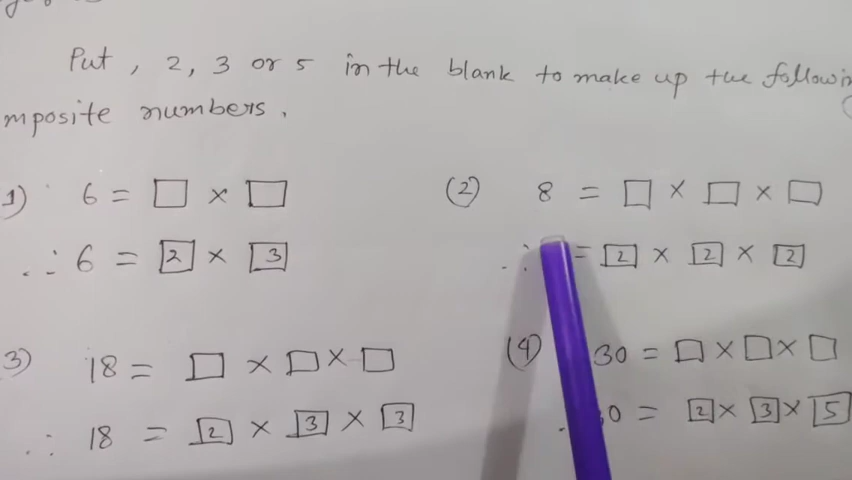 Put , 2, 3 or 5 in the blank to make up the followin
mposite numbers .
1) 6 = □ × □
∴ 6 = 2 × 3
(2) 8 = □ × □ × □
∴ = 2 × 2 × 2
3) 18 = □ × □ × □
∴ 18 = 2 × 3 × 3
(4) 30 = □ × □ × □
∴ 0 = 2 × 3 × 5